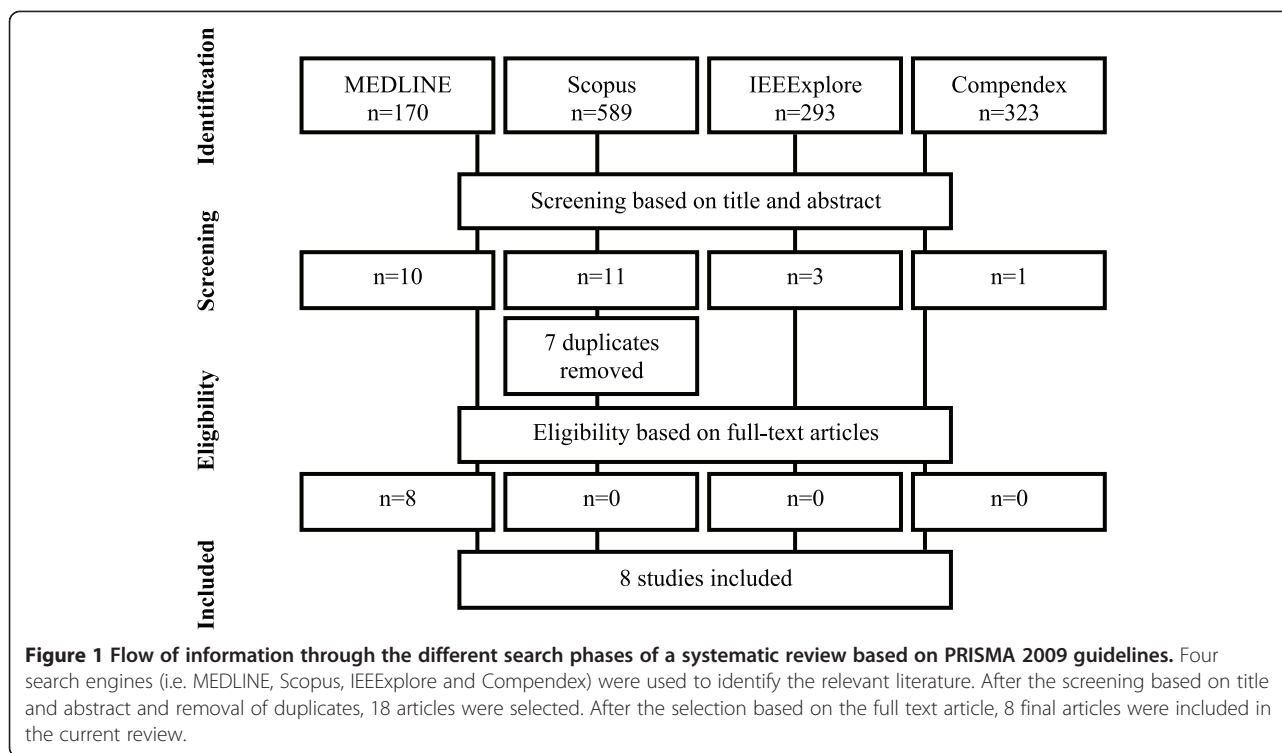 Identification
MEDLINE
n=170
Scopus
n=589
IEEExplore
n=293
Compendex
n=323
Screening based on title and abstract
Screening
n=10
n=11
n=3
n=1
7 duplicates
removed
Eligibility
Eligibility based on full-text articles
n=8
n=0
n=0
n=0
Included
8 studies included
Figure 1 Flow of information through the different search phases of a systematic review based on PRISMA 2009 guidelines. Four
search engines (i.e. MEDLINE, Scopus, IEEExplore and Compendex) were used to identify the relevant literature. After the screening based on title
and abstract and removal of duplicates, 18 articles were selected. After the selection based on the full text article, 8 final articles were included in
the current review.